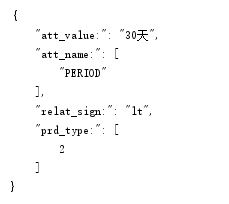 {
"att_value:": "30天",
"att_name:": [
"PERIOD"
],
"relat_sign:": "lt",
"prd_type:": [
2
]
}